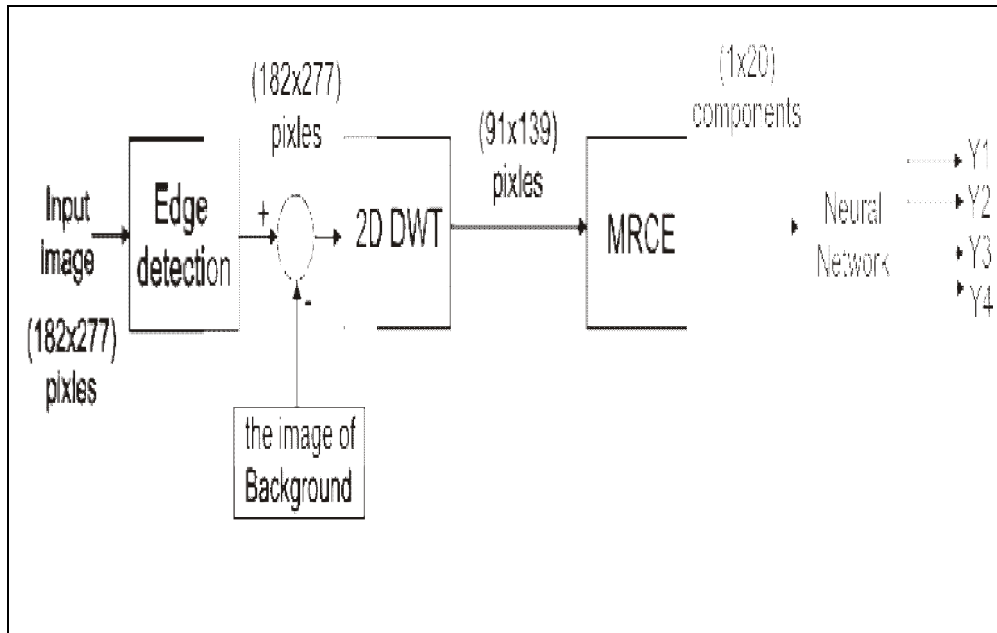 Input
image
(182x277)
pixles
Edge
detection
+
-
(182x277)
pixles
the image of
Background
2D DWT
(91x139)
pixles
MRCE
(1x20)
components
Neural
Network
Y1
Y2
Y3
Y4